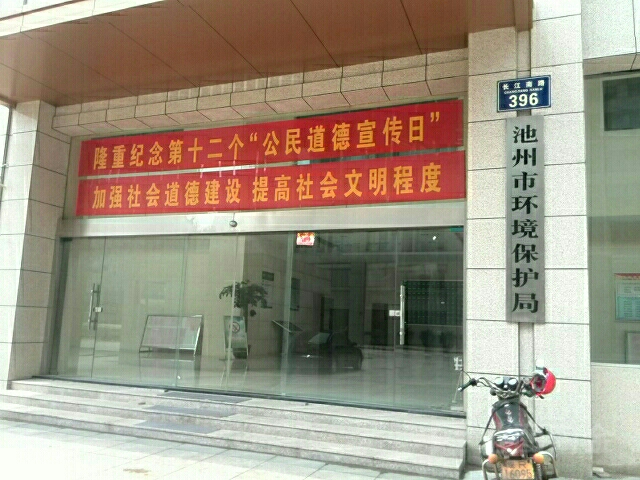 隆重纪念第十二个“公民道德宣传日”
加强社会道德建设 提高社会文明程度
长江南路
396
池州市环境保护局